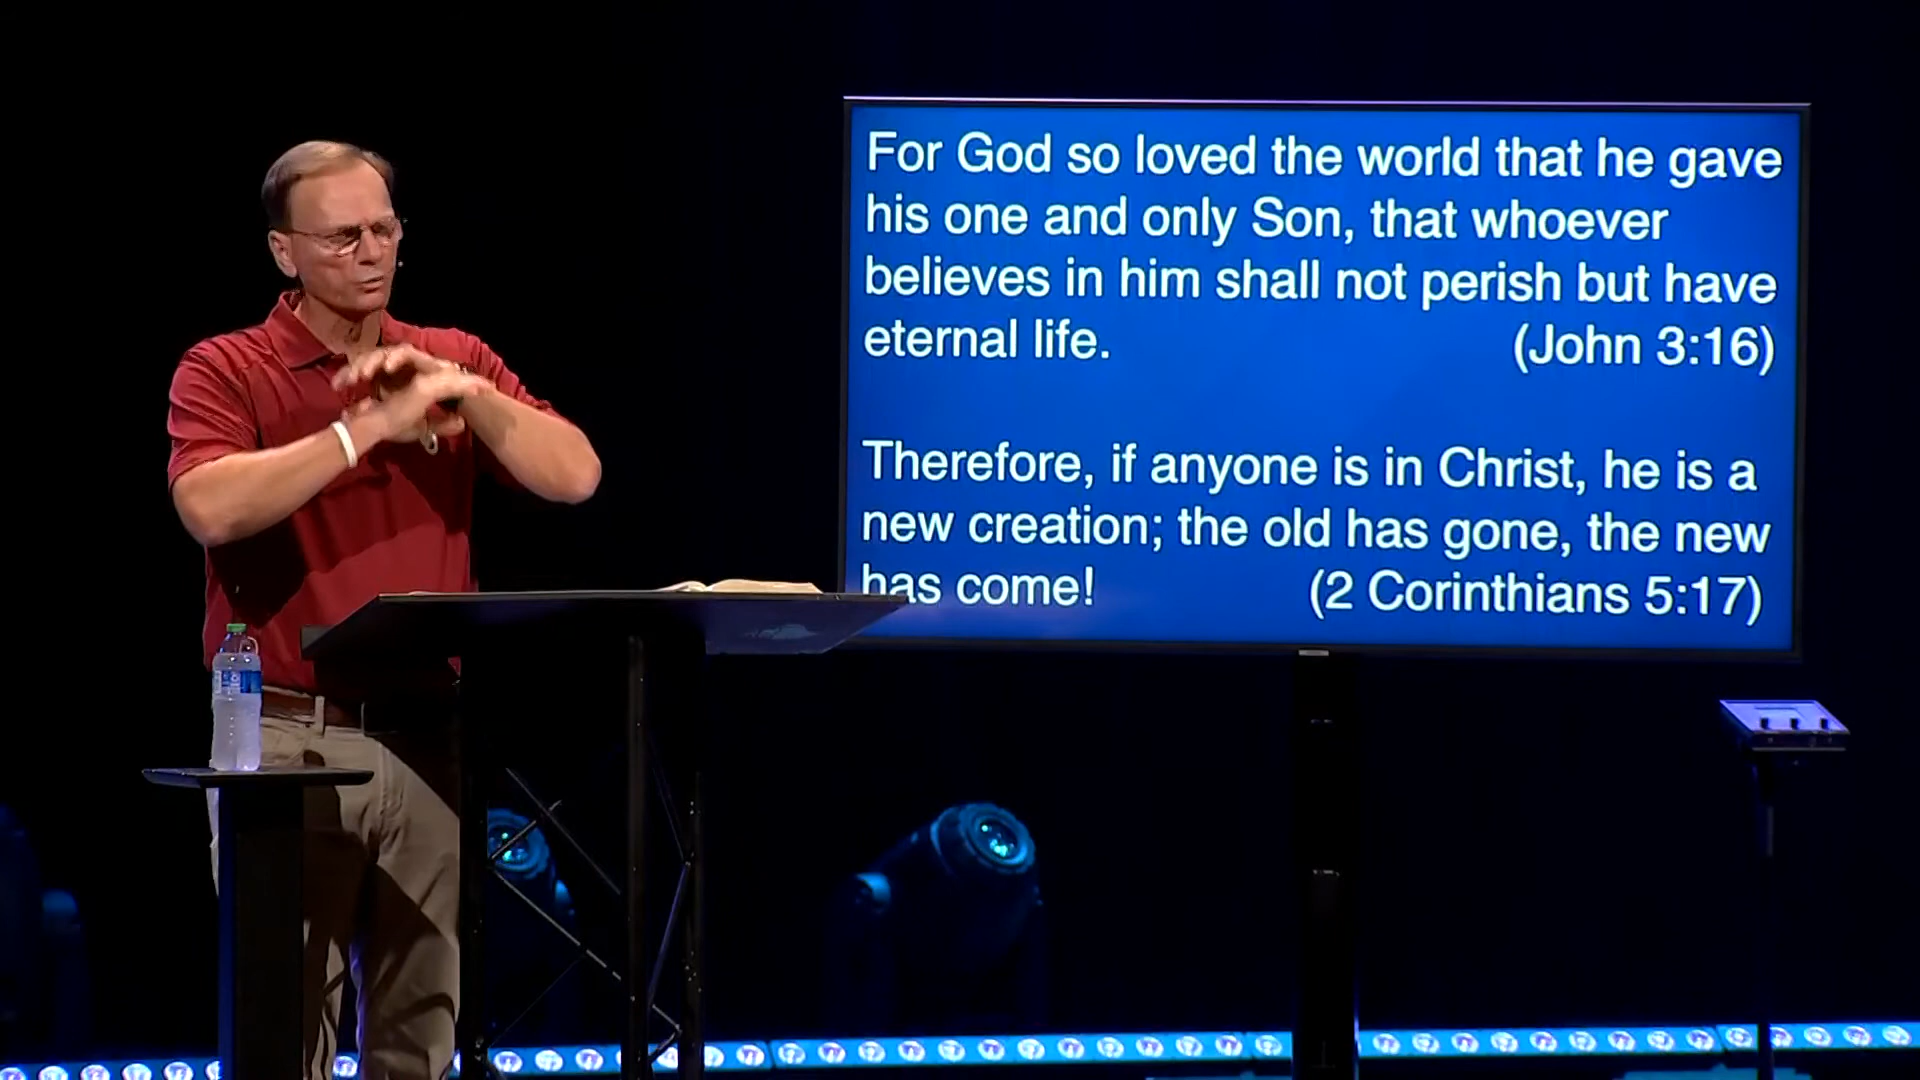 For God so loved the world that he gave
his one and only Son, that whoever
believes in him shall not perish but have
eternal life. (John 3:16)
Therefore, if anyone is in Christ, he is a
new creation; the old has gone, the new
has come! (2 Corinthians 5:17)